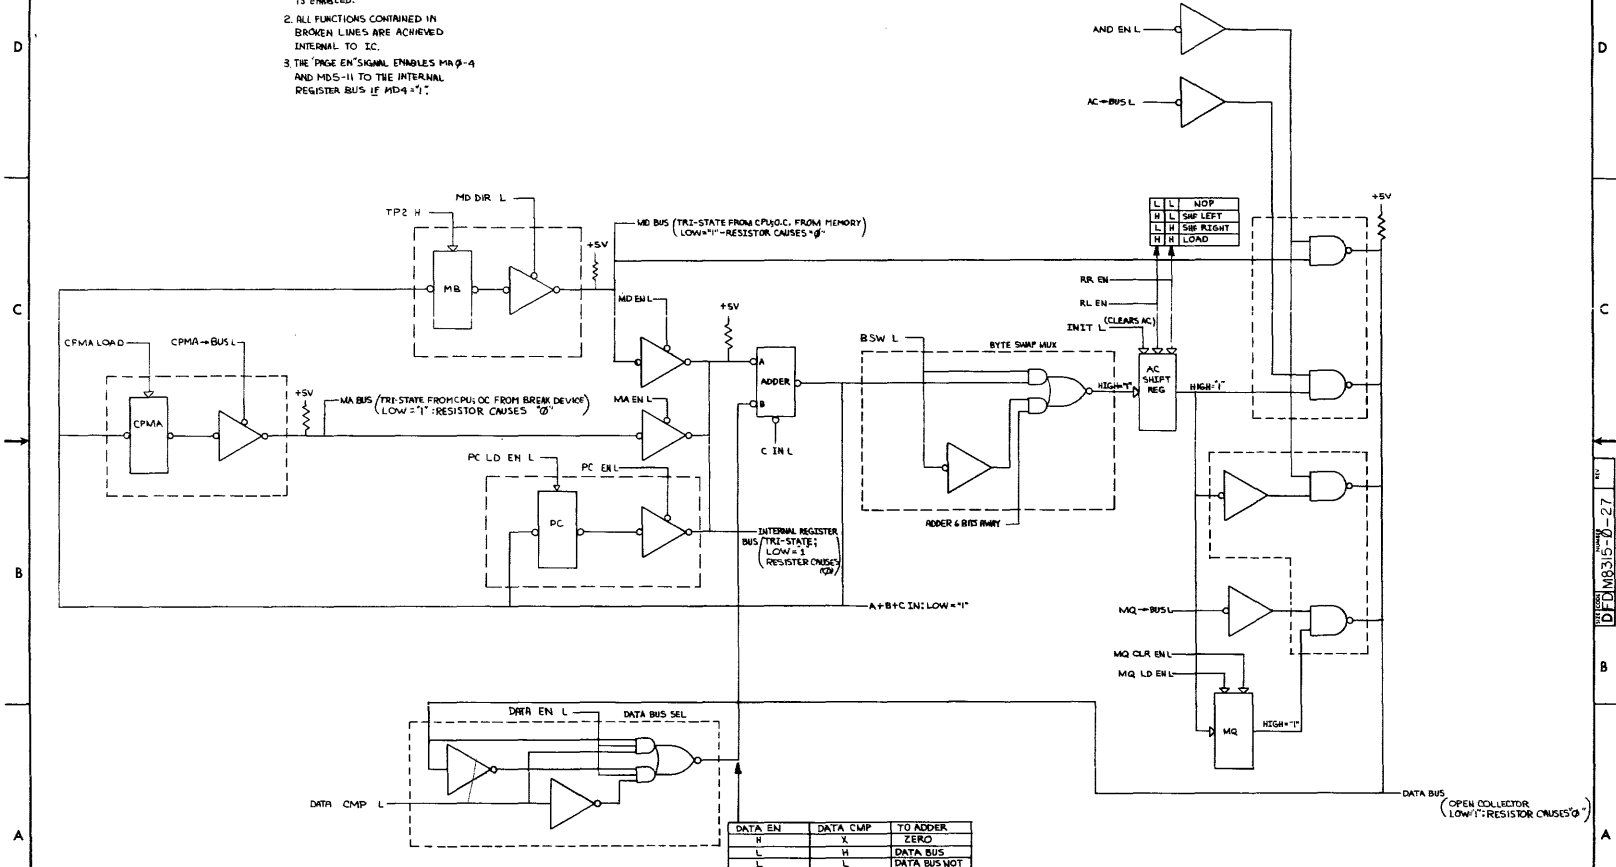 IS ENABLED.
2. ALL FUNCTIONS CONTAINED IN
BROKEN LINES ARE ACHIEVED
INTERNAL TO I.C.
3. THE "PAGE EN" SIGNAL ENABLES MAØ-4
AND MD5-11 TO THE INTERNAL
REGISTER BUS IF MD4="1".
D
D
AND EN L
AC→BUS L
MD DIR L
TP2 H
MD BUS (TRI-STATE FROM CPU; O.C. FROM MEMORY)
LOW="1"-RESISTOR CAUSES "Ø"
+5V
L L NOP
H L SHF LEFT
L H SHF RIGHT
H H LOAD
+5V
MB
RR EN
RL EN
C
C
MD EN L
+5V
INIT L (CLEARS AC)
CPMA LOAD
CPMA→BUS L
BSW L
BYTE SWAP MUX
A
ADDER
B
AC
SHIFT
REG
HIGH="1"
HIGH="1"
+5V
MA BUS (TRI-STATE FROM CPU; OC FROM BREAK DEVICE)
LOW="1":RESISTOR CAUSES "Ø"
MA EN L
CPMA
C IN L
PC LD EN L
PC EN L
PC
ADDER 6 BITS AWAY
INTERNAL REGISTER
BUS (TRI-STATE;
LOW="1"
RESISTER CAUSES
"Ø")
B
B
A+B+C IN: LOW="1"
MQ→BUS L
MQ CLR EN L
MQ LD EN L
MQ
HIGH="1"
DATA EN L
DATA BUS SEL
DATA CMP L
DATA BUS
(OPEN COLLECTOR
LOW="1":RESISTOR CAUSES "Ø")
DATA EN DATA CMP TO ADDER
H X ZERO
L H DATA BUS
L L DATA BUS NOT
A
A
SIZE CODE NUMBER REV
D FD M8315-Ø-27